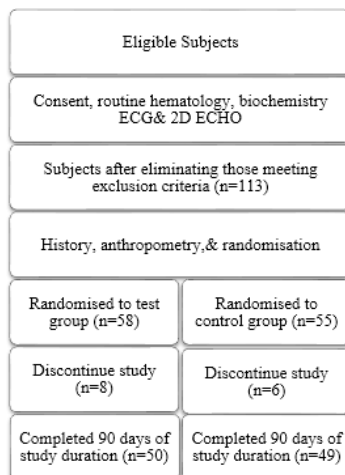 Eligible Subjects
Consent, routine hematology, biochemistry
ECG& 2D ECHO
Subjects after eliminating those meeting
exclusion criteria (n=113)
History, anthropometry,& randomisation
Randomised to test
group (n=58)
Randomised to
control group (n=55)
Discontinue study
(n=8)
Discontinue study
(n=6)
Completed 90 days of
study duration (n=50)
Completed 90 days of
study duration (n=49)